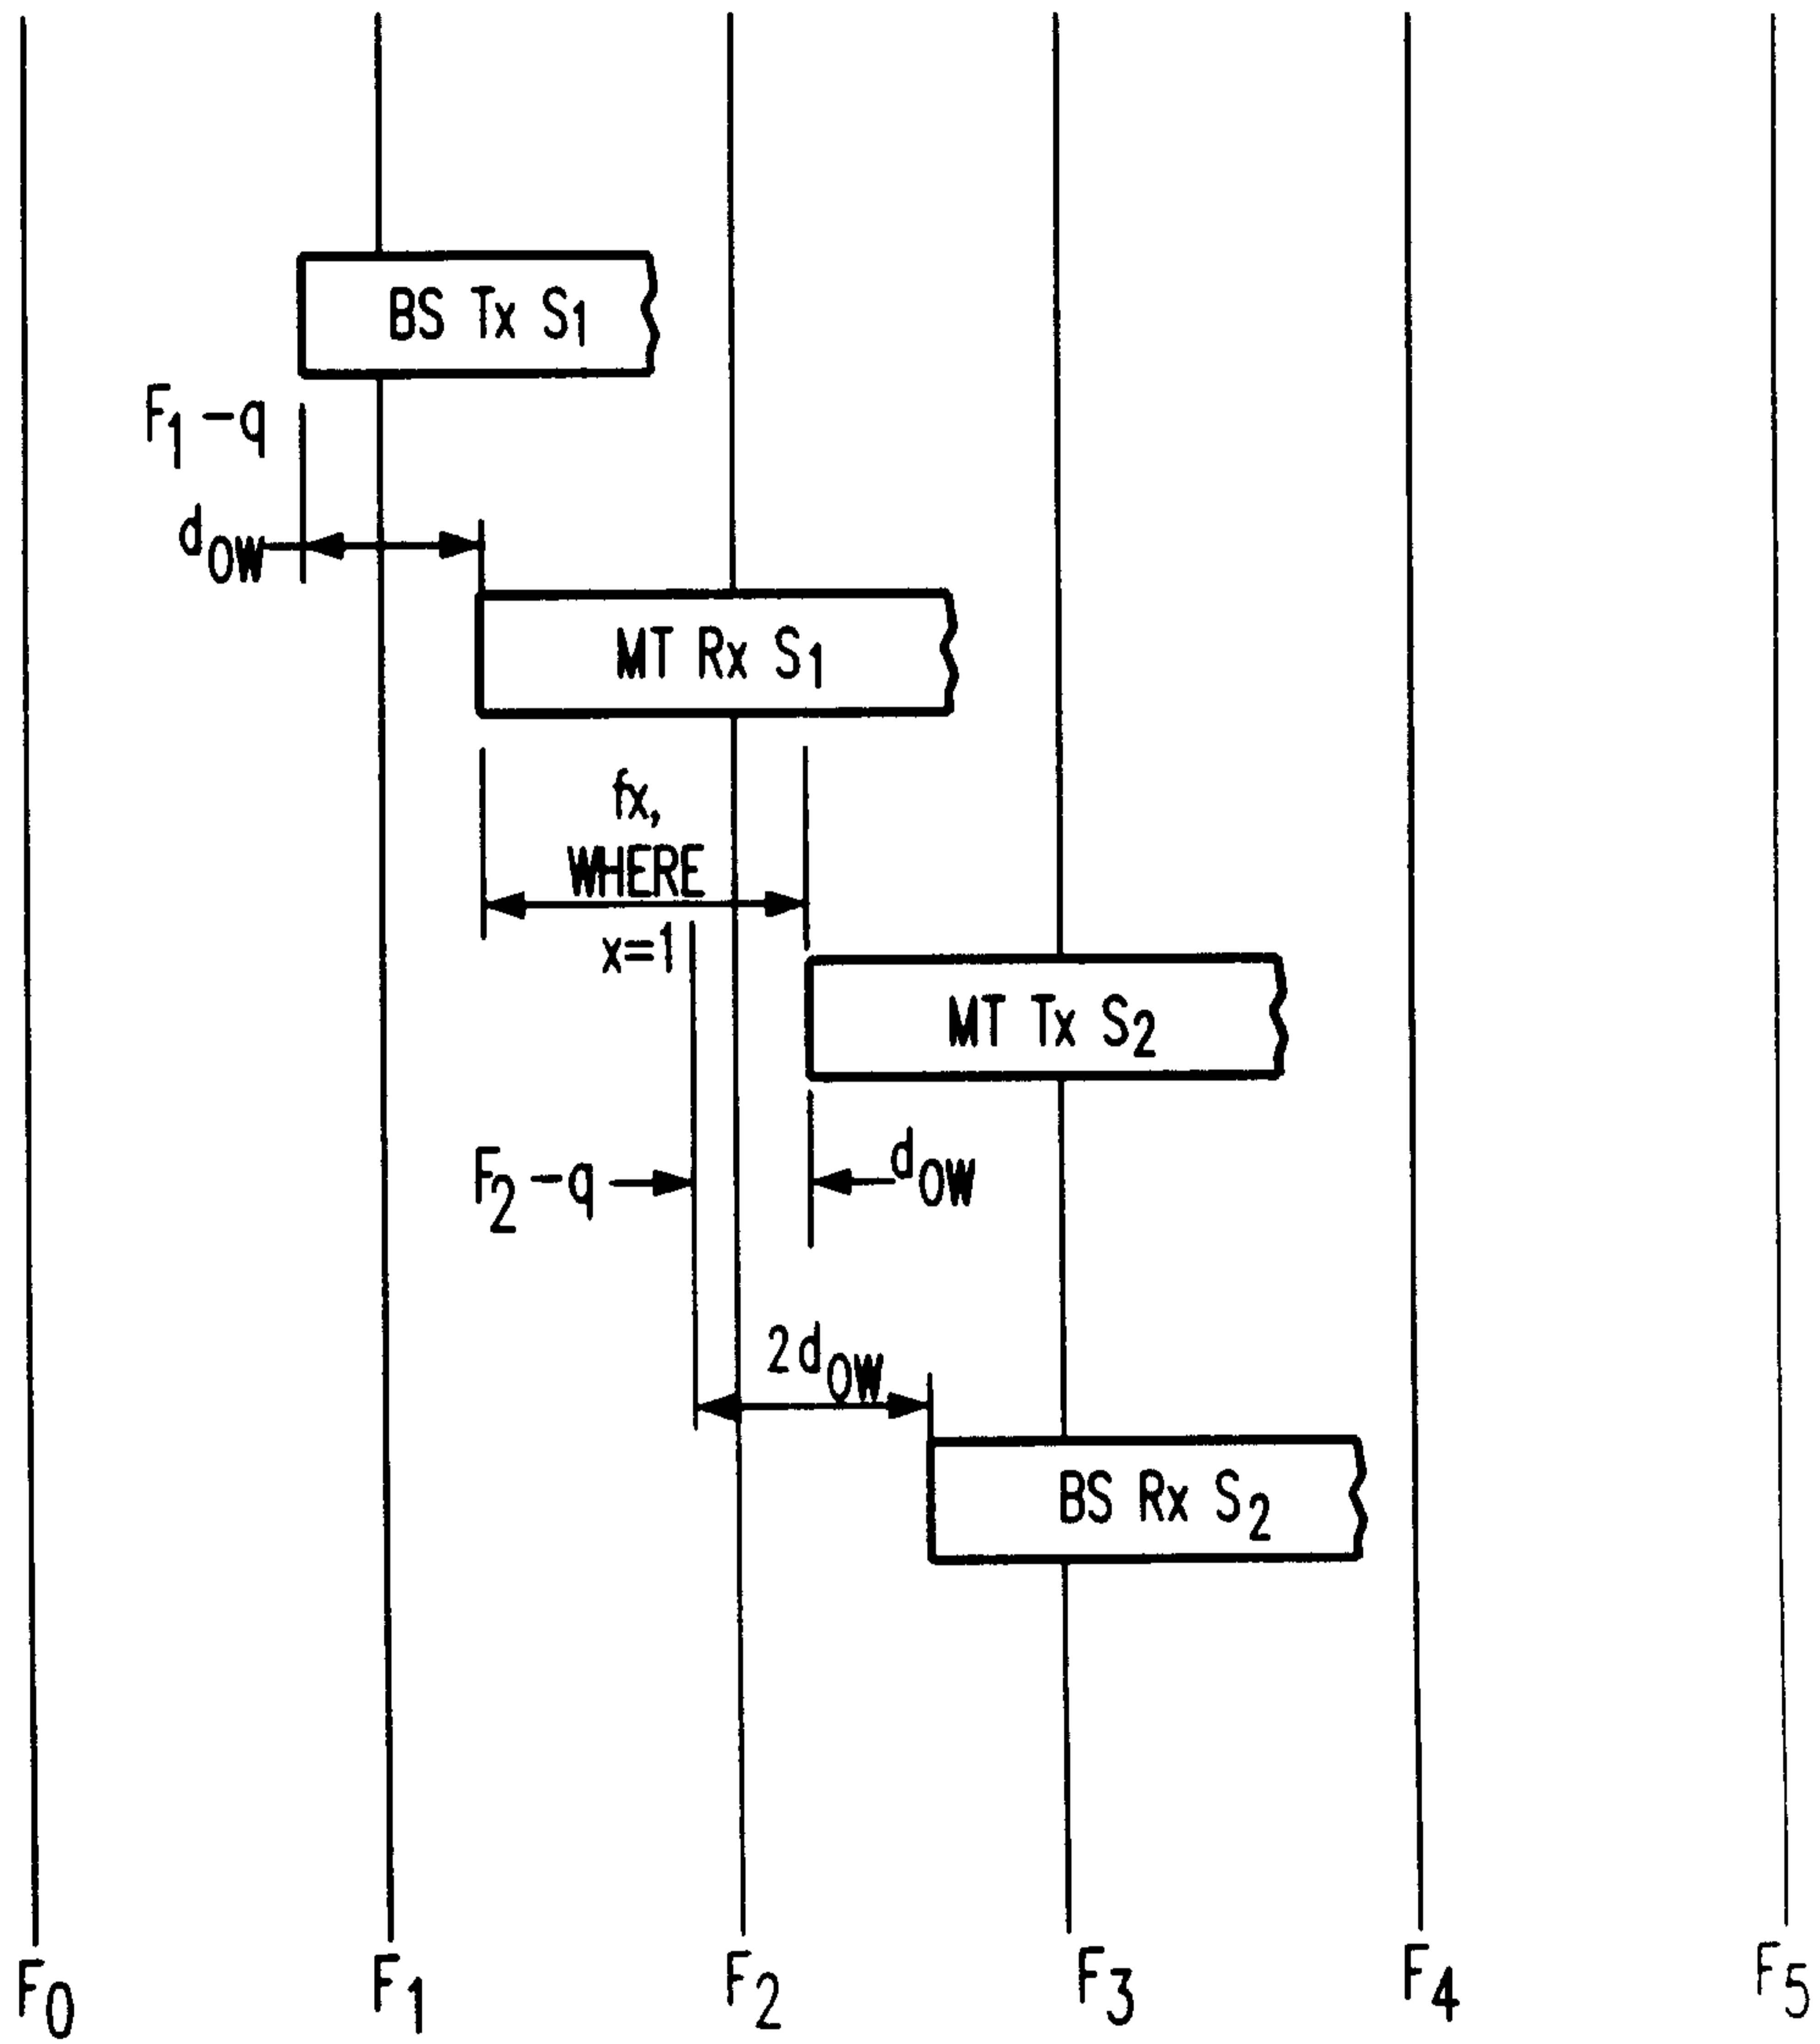 BS Tx S1
F1-q
dOW
MT Rx S1
fx,
WHERE
x=1
MT Tx S2
F2-q
dOW
2dOW
BS Rx S2
F0 F1 F2 F3 F4 F5